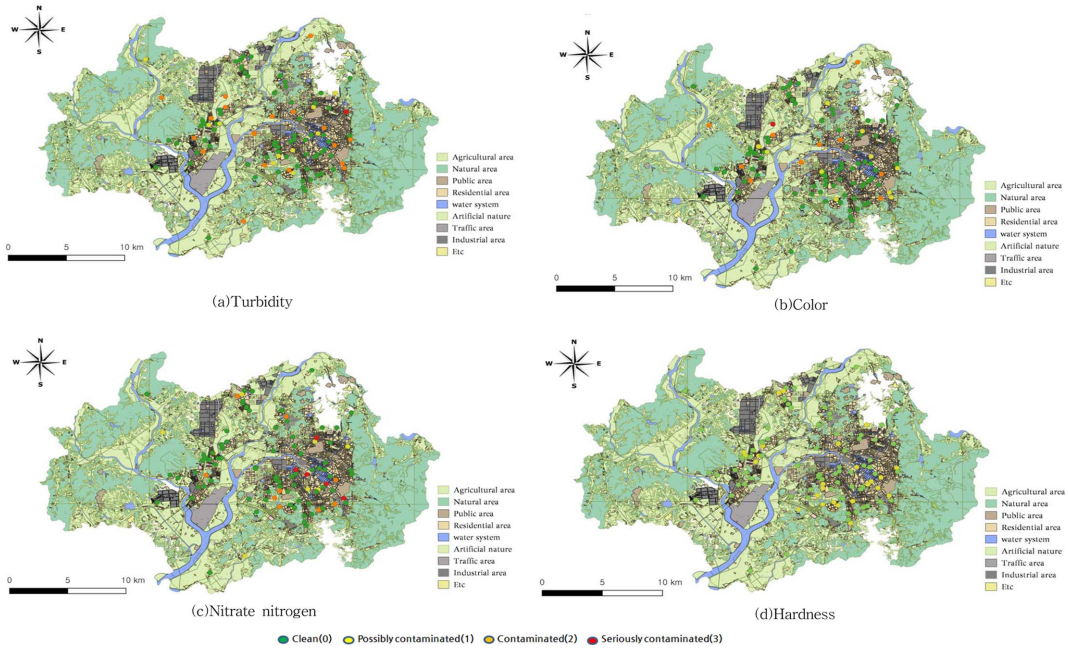 N
W E
S
Agricultural area
Natural area
Public area
Residential area
water system
Artificial nature
Traffic area
Industrial area
Etc
0 5 10 km
(a)Turbidity
N
W E
S
Agricultural area
Natural area
Public area
Residential area
water system
Artificial nature
Traffic area
Industrial area
Etc
0 5 10 km
(b)Color
N
W E
S
Agricultural area
Natural area
Public area
Residential area
water system
Artificial nature
Traffic area
Industrial area
Etc
0 5 10 km
(c)Nitrate nitrogen
N
W E
S
Agricultural area
Natural area
Public area
Residential area
water system
Artificial nature
Traffic area
Industrial area
Etc
0 5 10 km
(d)Hardness
Clean(0) Possibly contaminated(1) Contaminated(2) Seriously contaminated(3)